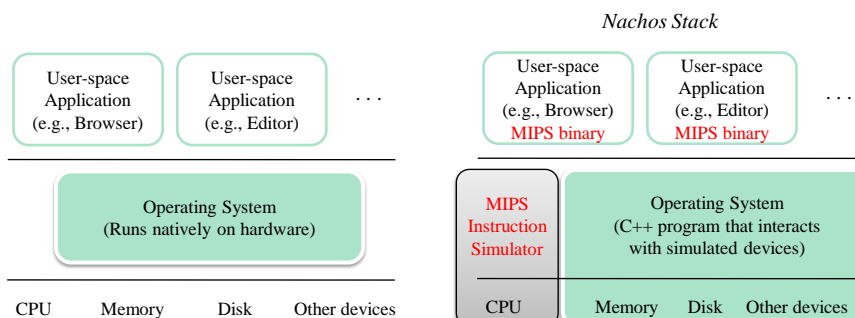 Nachos Stack
User-space
Application
(e.g., Browser)
User-space
Application
(e.g., Editor)
. . .
Operating System
(Runs natively on hardware)
CPU
Memory
Disk
Other devices
User-space
Application
(e.g., Browser)
MIPS binary
User-space
Application
(e.g., Editor)
MIPS binary
. . .
MIPS
Instruction
Simulator
Operating System
(C++ program that interacts
with simulated devices)
CPU
Memory
Disk
Other devices